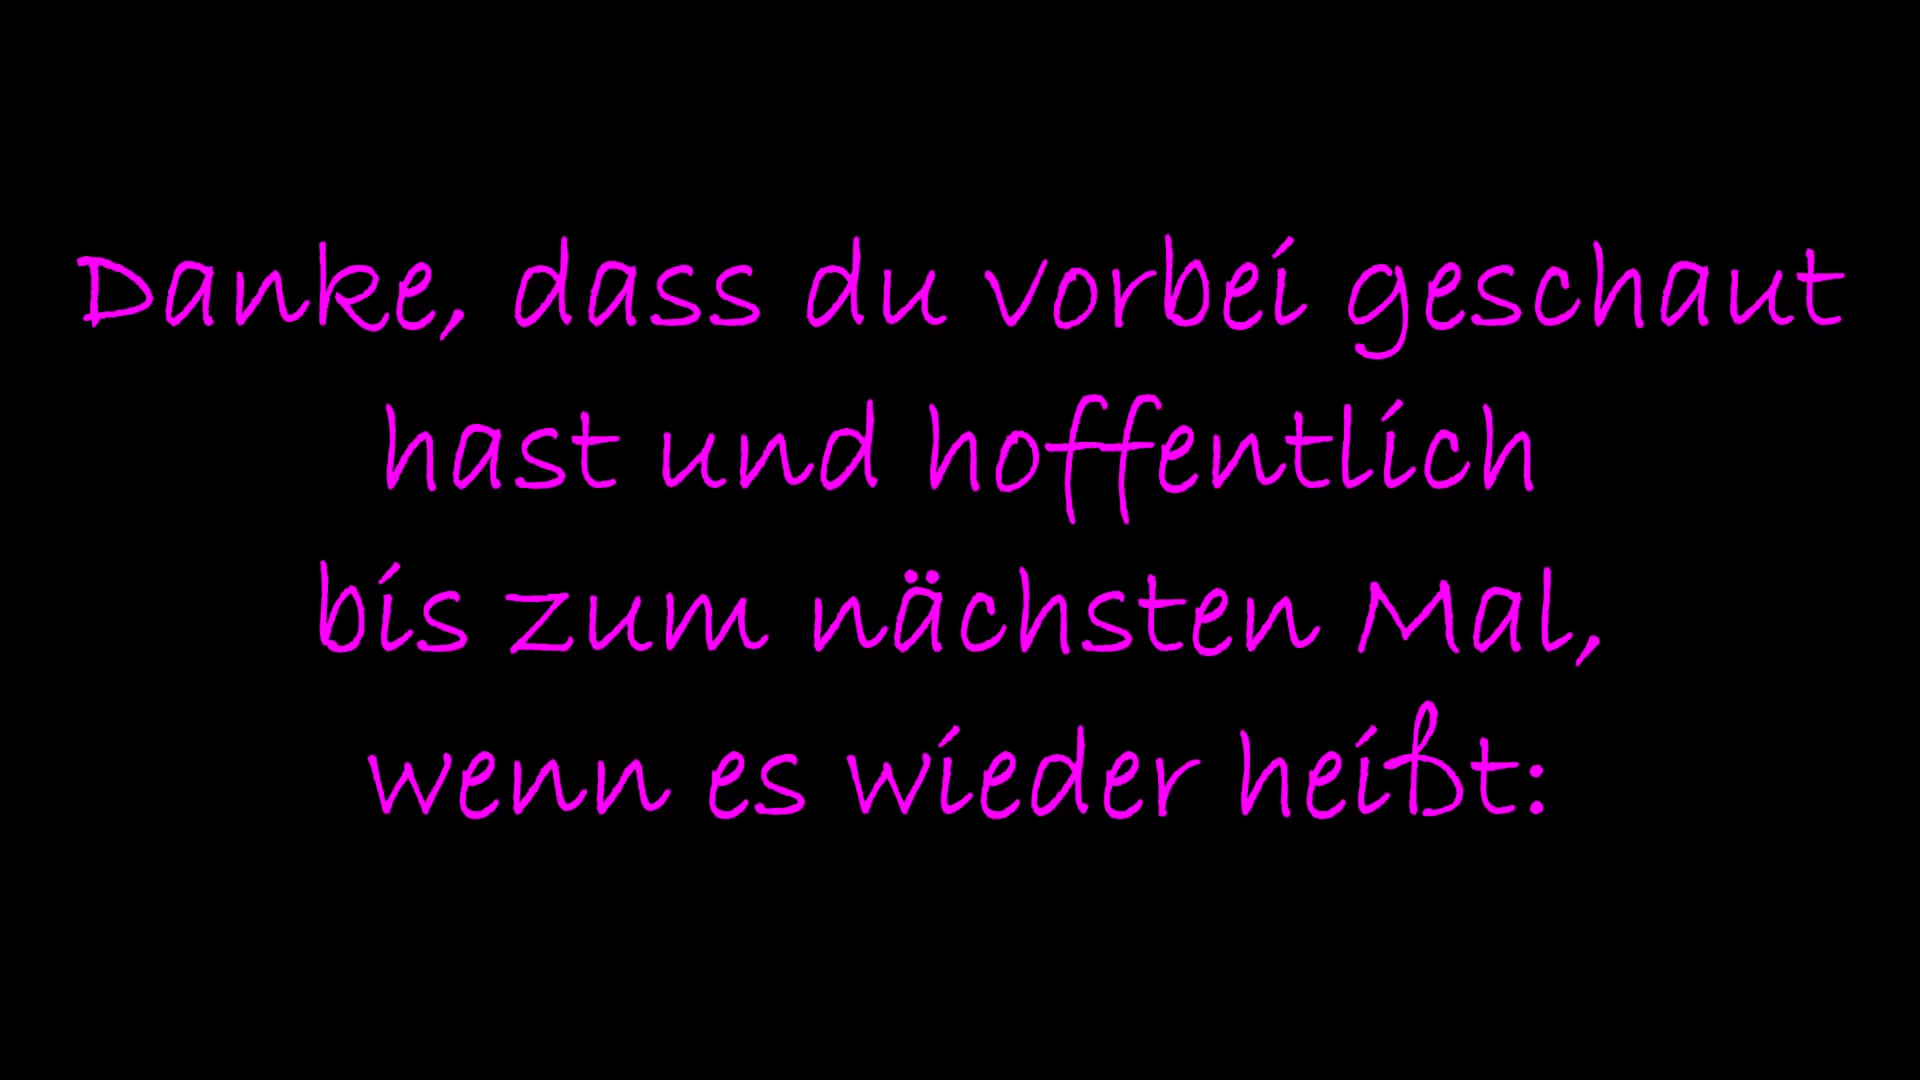 Danke, dass du vorbei geschaut
hast und hoffentlich
bis zum nächsten Mal,
wenn es wieder heißt: